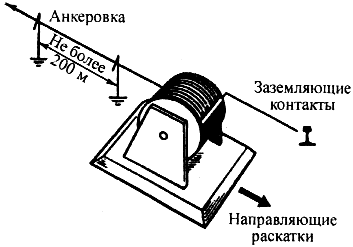 Анкеровка
Не более
200 м
Заземляющие
контакты
Направляющие
раскатки